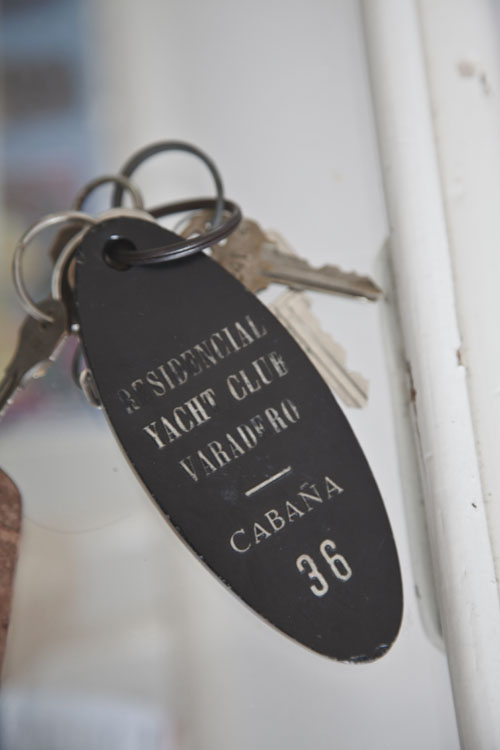 RESIDENCIAL
YACHT CLUB
VARADERO
CABAÑA
36